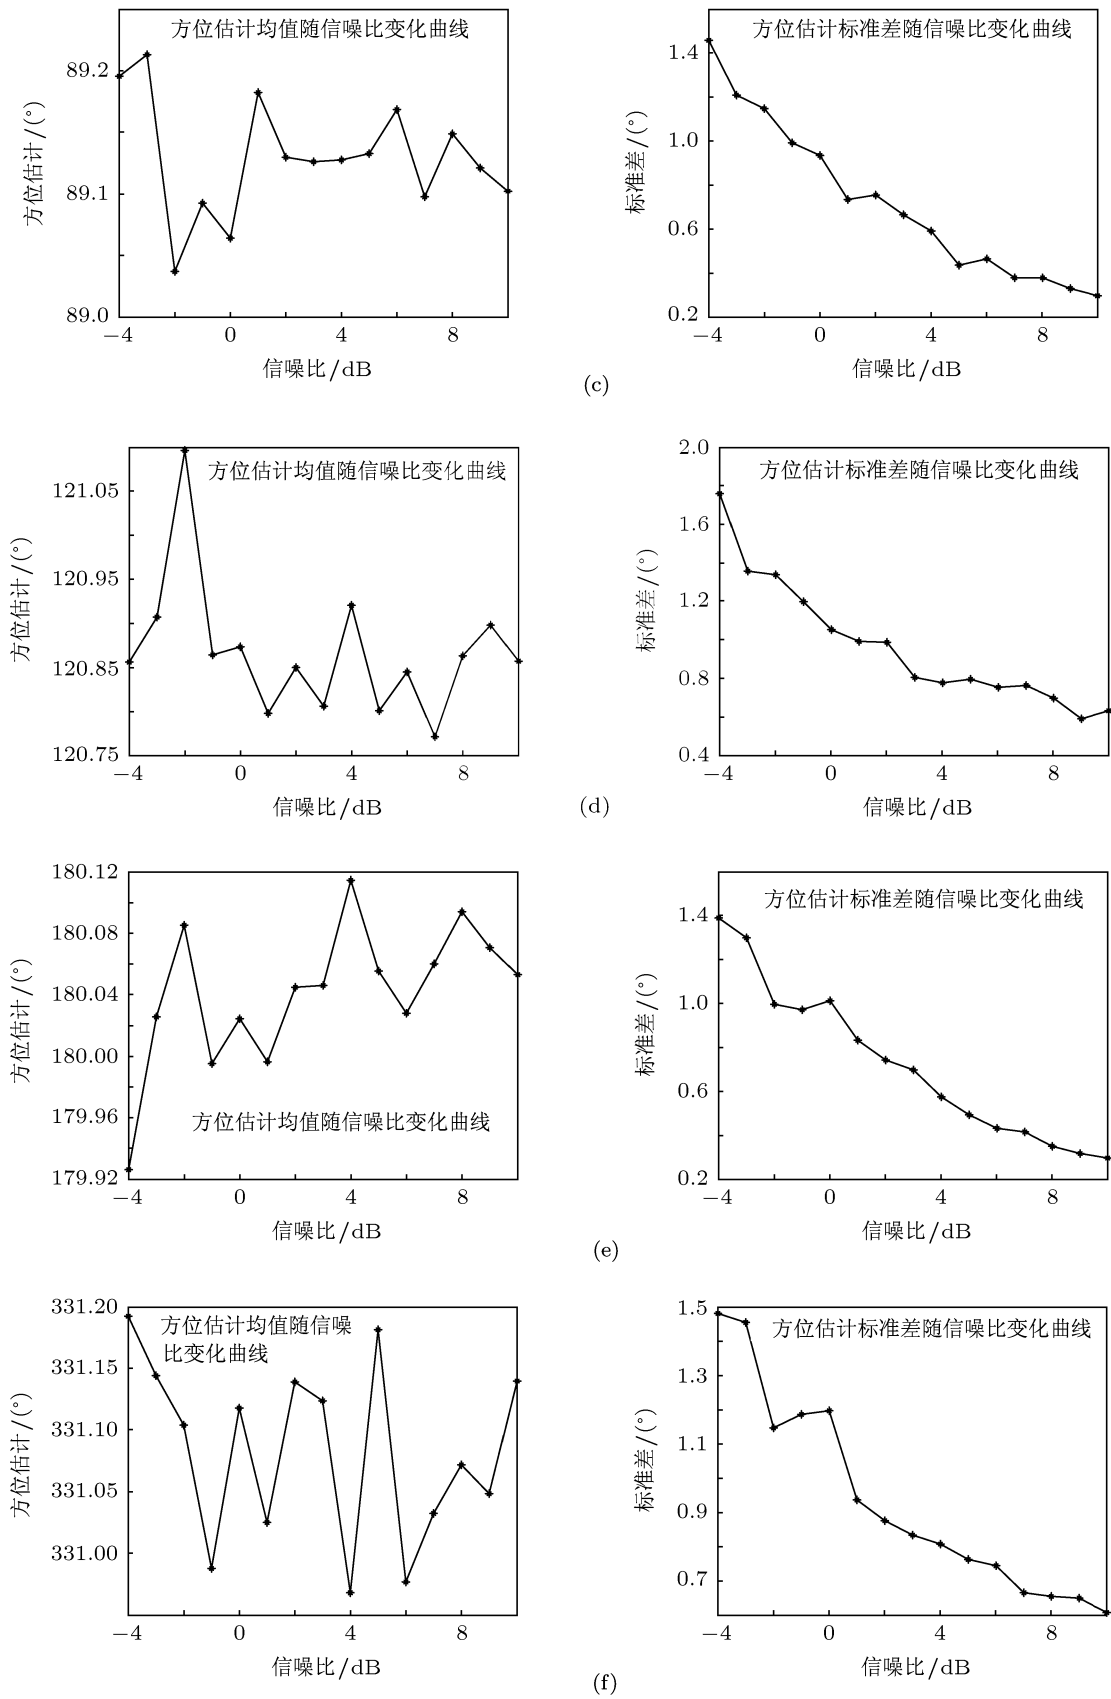 方位估计均值随信噪比变化曲线
89.2
89.1
89.0
方位估计/(°)
−4 0 4 8
信噪比/dB
方位估计标准差随信噪比变化曲线
1.4
1.0
0.6
0.2
标准差/(°)
−4 0 4 8
信噪比/dB
(c)
方位估计均值随信噪比变化曲线
121.05
120.95
120.85
120.75
方位估计/(°)
−4 0 4 8
信噪比/dB
方位估计标准差随信噪比变化曲线
2.0
1.6
1.2
0.8
0.4
标准差/(°)
−4 0 4 8
信噪比/dB
(d)
180.12
180.08
180.04
180.00
179.96
179.92
方位估计/(°)
方位估计均值随信噪比变化曲线
−4 0 4 8
信噪比/dB
方位估计标准差随信噪比变化曲线
1.4
1.0
0.6
0.2
标准差/(°)
−4 0 4 8
信噪比/dB
(e)
方位估计均值随信噪
比变化曲线
331.20
331.15
331.10
331.05
331.00
方位估计/(°)
−4 0 4 8
信噪比/dB
方位估计标准差随信噪比变化曲线
1.5
1.3
1.1
0.9
0.7
标准差/(°)
−4 0 4 8
信噪比/dB
(f)